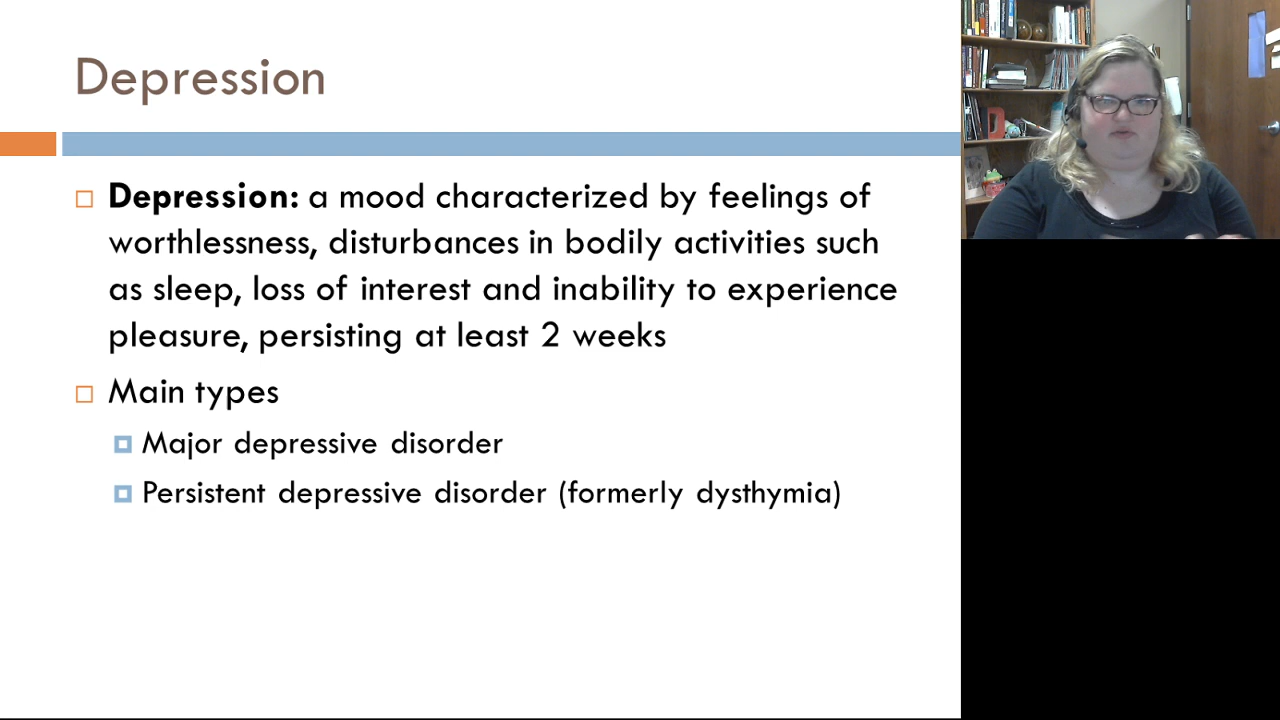 Depression
Depression: a mood characterized by feelings of
worthlessness, disturbances in bodily activities such
as sleep, loss of interest and inability to experience
pleasure, persisting at least 2 weeks
Main types
Major depressive disorder
Persistent depressive disorder (formerly dysthymia)